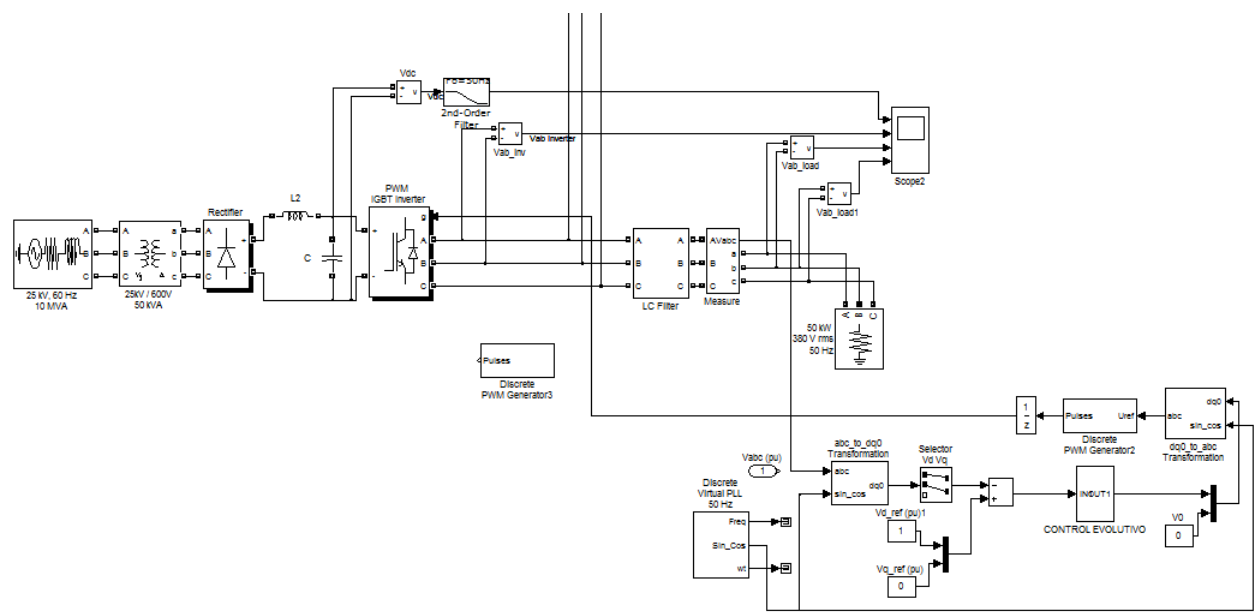 Vdc
Fo=50Hz
+
-
v
Vdc
2nd-Order
Filter
+
-
v
Vab Inverter
Vab_Inv
+
-
v
Vab_load
+
-
v
Vab_load1
Scope2
L2
C
Rectifier
A
B
C
+
-
PWM
IGBT Inverter
g
+
-
A
B
C
A
B
C
25 kV, 60 Hz
10 MVA
A
B
C
a
b
c
25kV / 600V
50 kVA
A
B
C
A
B
C
LC Filter
A
B
C
Vabc
a
b
c
Measure
A
B
C
50 kW
380 V rms
50 Hz
Pulses
Discrete
PWM Generator3
1
z
Pulses
Uref
Discrete
PWM Generator2
abc
dq0
sin_cos
dq0_to_abc
Transformation
Vabc (pu)
1
abc_to_dq0
Transformation
abc
sin_cos
dq0
Selector
Vd Vq
-
+
IN
OUT1
CONTROL EVOLUTIVO
V0
0
Discrete
Virtual PLL
50 Hz
Freq
Sin_Cos
wt
Vd_ref (pu)1
1
Vq_ref (pu)
0